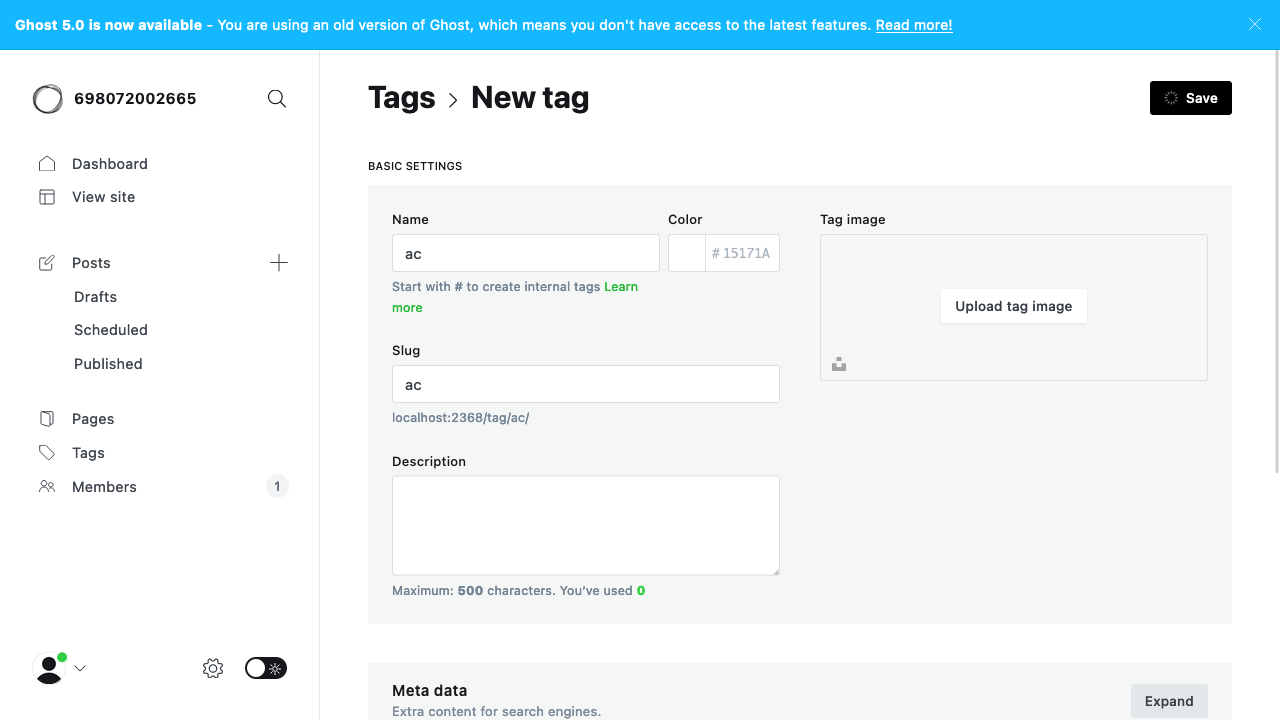 Ghost 5.0 is now available - You are using an old version of Ghost, which means you don't have access to the latest features. Read more!
698072002665
Dashboard
View site
Posts
Drafts
Scheduled
Published
Pages
Tags
Members
1
Tags
New tag
Save
BASIC SETTINGS
Name
Color
ac
# 15171A
Start with # to create internal tags Learn
more
Slug
ac
localhost:2368/tag/ac/
Description
Maximum: 500 characters. You've used 0
Tag image
Upload tag image
Meta data
Extra content for search engines.
Expand